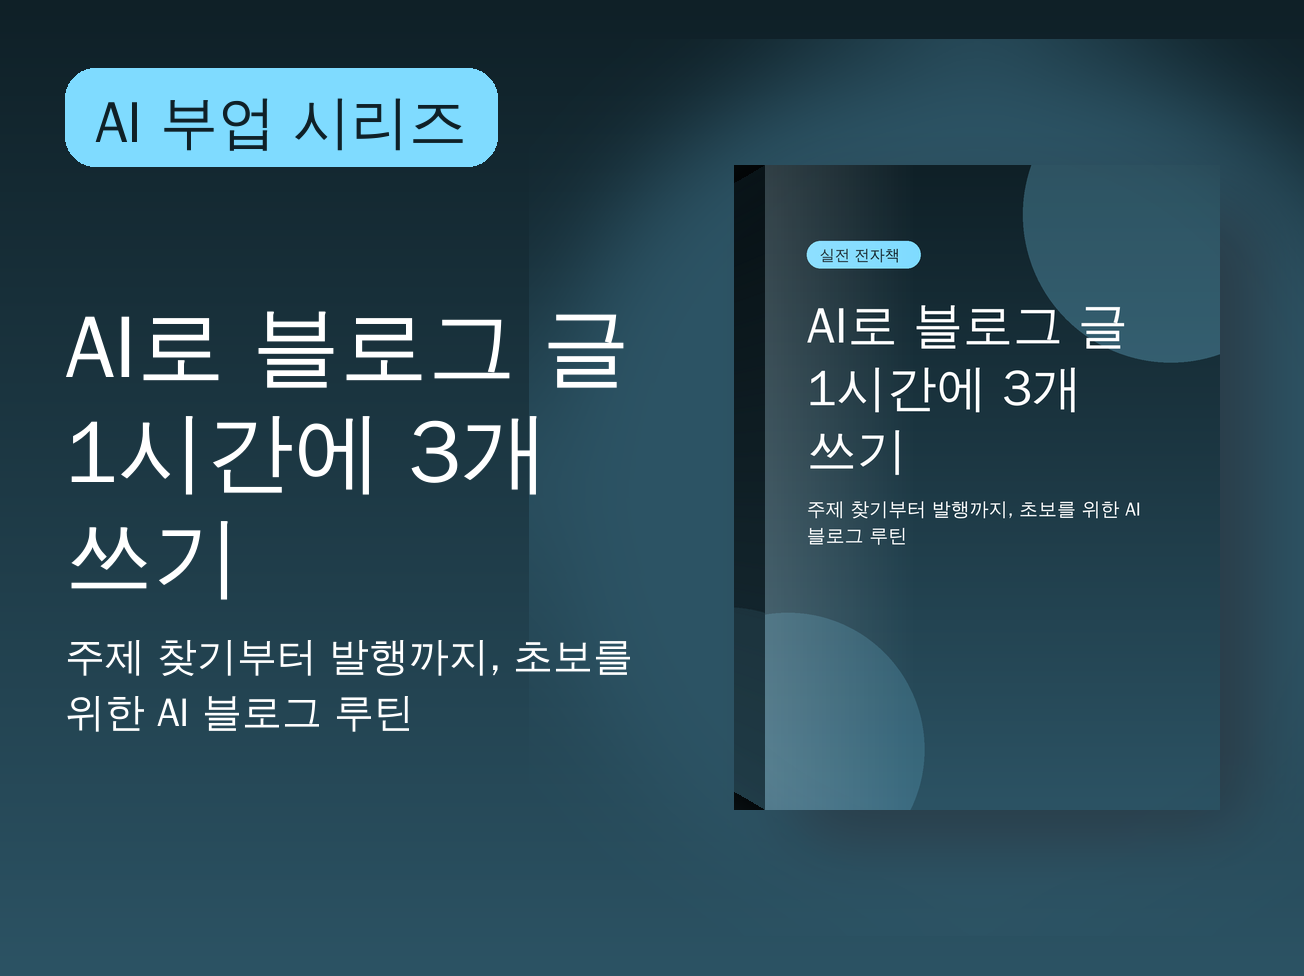 AI 부업 시리즈
AI로 블로그 글
1시간에 3개
쓰기
주제 찾기부터 발행까지, 초보를
위한 AI 블로그 루틴
실전 전자책
AI로 블로그 글
1시간에 3개
쓰기
주제 찾기부터 발행까지, 초보를 위한 AI
블로그 루틴